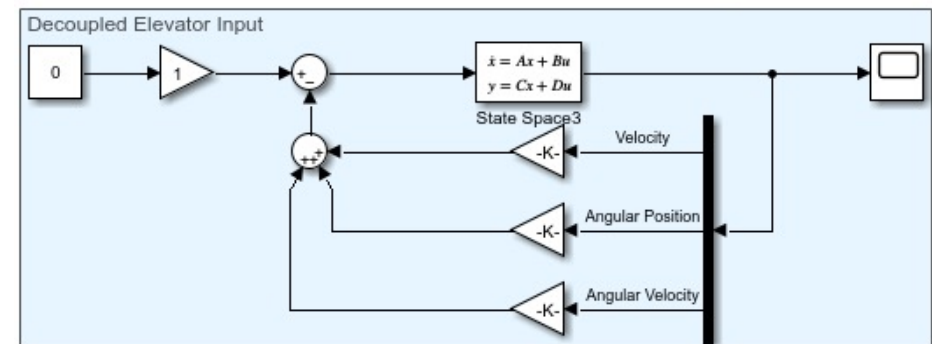 Decoupled Elevator Input
0
1
+
−
ẋ = Ax + Bu
y = Cx + Du
State Space3
+
++
-K-
Velocity
-K-
Angular Position
-K-
Angular Velocity